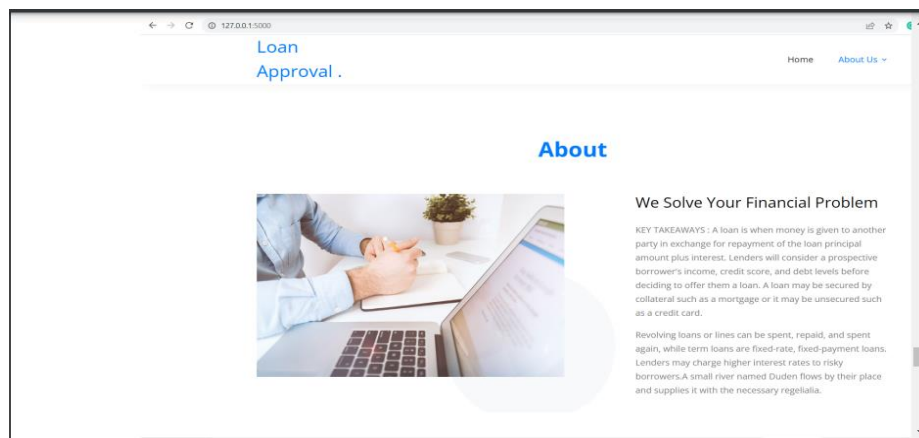 127.0.0.1:5000
Loan
Approval .
Home
About Us
About
We Solve Your Financial Problem
KEY TAKEAWAYS : A loan is when money is given to another
party in exchange for repayment of the loan principal
amount plus interest. Lenders will consider a prospective
borrower's income, credit score, and debt levels before
deciding to offer them a loan. A loan may be secured by
collateral such as a mortgage or it may be unsecured such
as a credit card.
Revolving loans or lines can be spent, repaid, and spent
again, while term loans are fixed-rate, fixed-payment loans.
Lenders may charge higher interest rates to risky
borrowers.A small river named Duden flows by their place
and supplies it with the necessary regelialia.